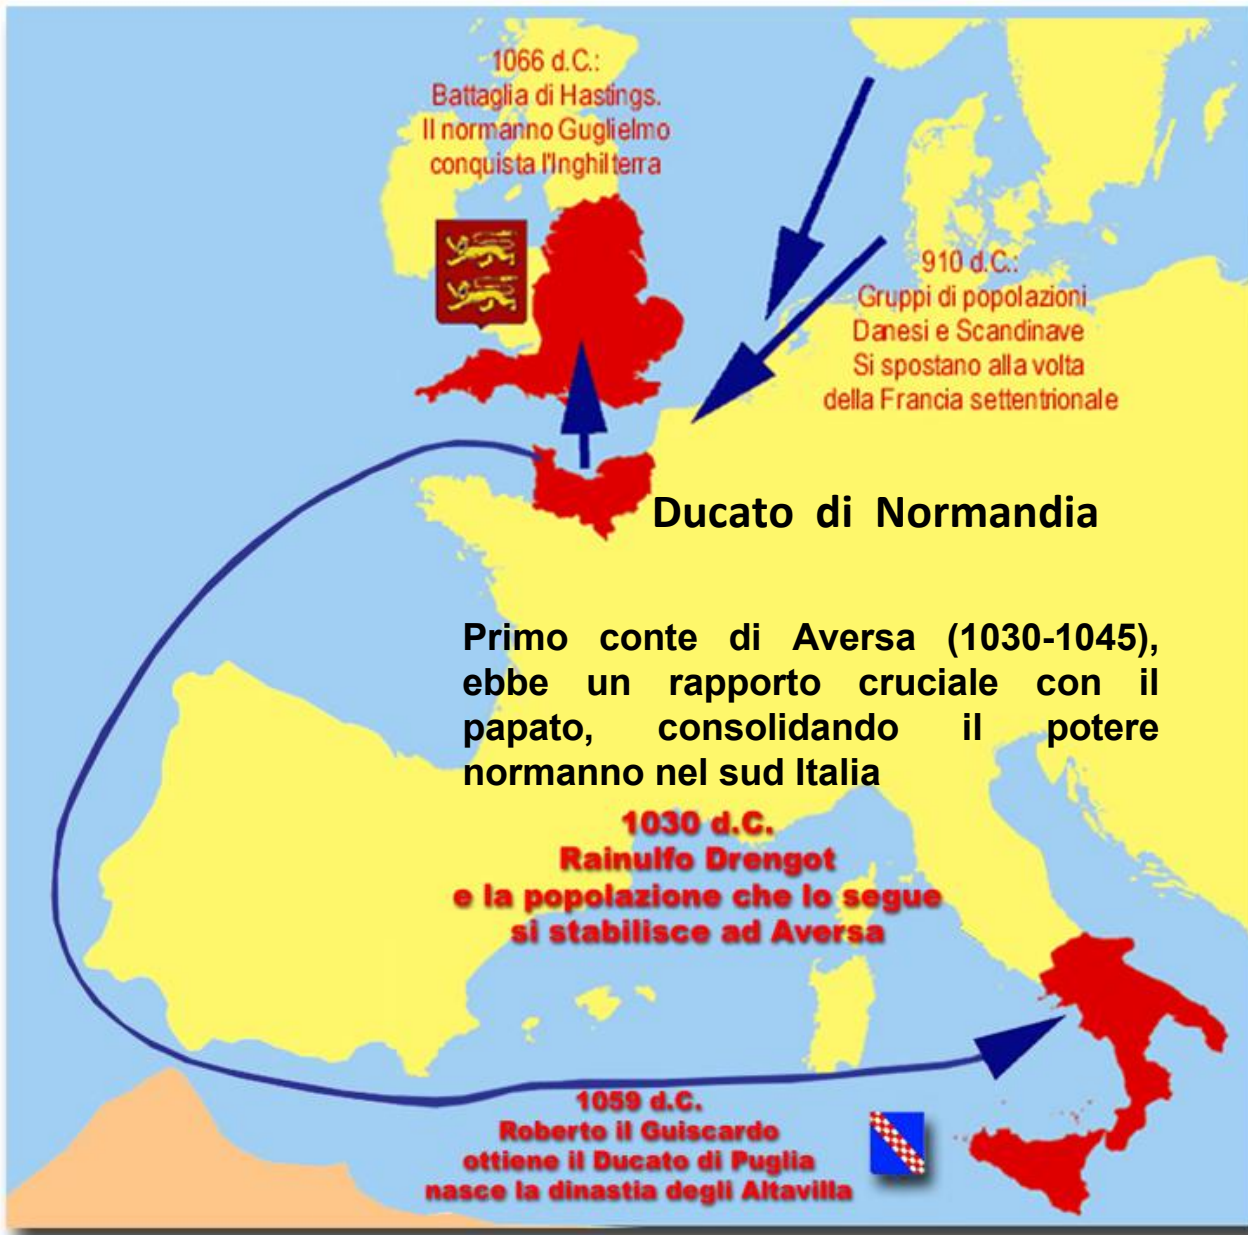 1066 d.C.:
Battaglia di Hastings.
Il normanno Guglielmo
conquista l'Inghilterra
910 d.C.:
Gruppi di popolazioni
Danesi e Scandinave
Si spostano alla volta
della Francia settentrionale
Ducato di Normandia
Primo conte di Aversa (1030-1045),
ebbe un rapporto cruciale con il
papato, consolidando il potere
normanno nel sud Italia
1030 d.C.
Rainulfo Drengot
e la popolazione che lo segue
si stabilisce ad Aversa
1059 d.C.
Roberto il Guiscardo
ottiene il Ducato di Puglia
nasce la dinastia degli Altavilla